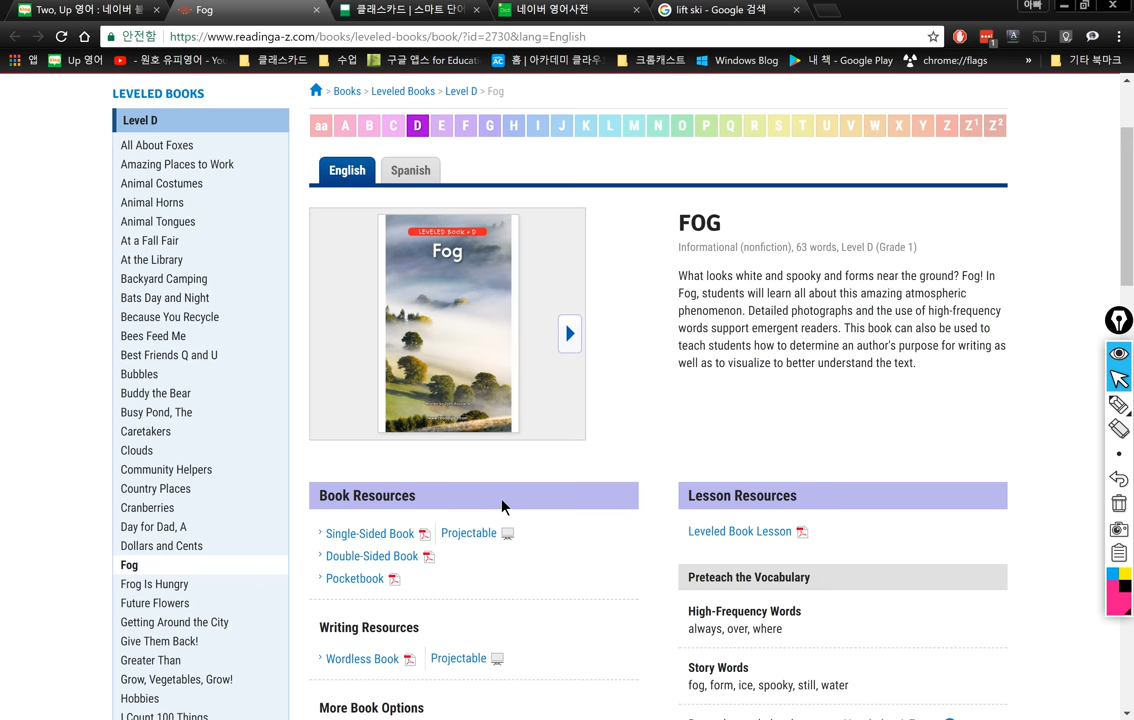 Two, Up 영어 : 네이버 블
Fog
클래스카드 | 스마트 단어
네이버 영어사전
lift ski - Google 검색
아빠
안전함 https://www.readinga-z.com/books/leveled-books/book/?id=2730&lang=English
앱 Up 영어 - 원호 유피영어 - You 클래스카드 수업 구글 앱스 for Educati 홈 | 아카데미 클라우 크롬캐스트 Windows Blog 내 책 - Google Play chrome://flags » 기타 북마크
LEVELED BOOKS
Level D
All About Foxes
Amazing Places to Work
Animal Costumes
Animal Horns
Animal Tongues
At a Fall Fair
At the Library
Backyard Camping
Bats Day and Night
Because You Recycle
Bees Feed Me
Best Friends Q and U
Bubbles
Buddy the Bear
Busy Pond, The
Caretakers
Clouds
Community Helpers
Country Places
Cranberries
Day for Dad, A
Dollars and Cents
Fog
Frog Is Hungry
Future Flowers
Getting Around the City
Give Them Back!
Greater Than
Grow, Vegetables, Grow!
Hobbies
I Count 100 Things
> Books > Leveled Books > Level D > Fog
aa A B C D E F G H I J K L M N O P Q R S T U V W X Y Z Z1 Z2
English Spanish
LEVELED BOOK • D
Fog
FOG
Informational (nonfiction), 63 words, Level D (Grade 1)
What looks white and spooky and forms near the ground? Fog! In
Fog, students will learn all about this amazing atmospheric
phenomenon. Detailed photographs and the use of high-frequency
words support emergent readers. This book can also be used to
teach students how to determine an author's purpose for writing as
well as to visualize to better understand the text.
Book Resources
Single-Sided Book Projectable
Double-Sided Book
Pocketbook
Writing Resources
Wordless Book Projectable
More Book Options
Lesson Resources
Leveled Book Lesson
Preteach the Vocabulary
High-Frequency Words
always, over, where
Story Words
fog, form, ice, spooky, still, water